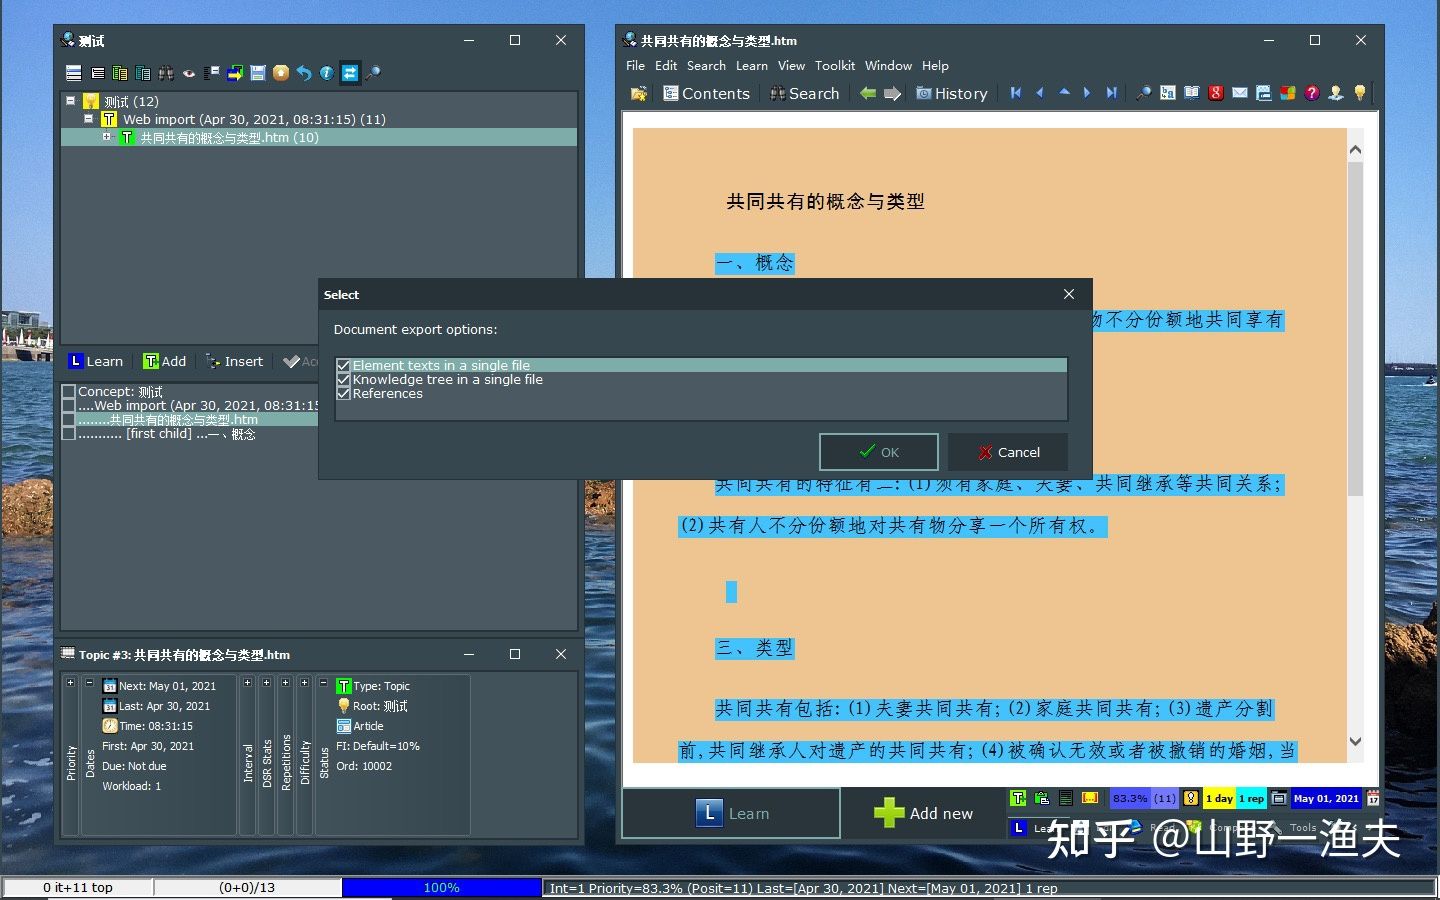 测试
测试 (12)
Web import (Apr 30, 2021, 08:31:15) (11)
共同共有的概念与类型.htm (10)
Learn Add Insert
Concept: 测试
....Web import (Apr 30, 2021, 08:31:15
........共同共有的概念与类型.htm
........... [first child] ...一、概念
Topic #3: 共同共有的概念与类型.htm
Priority
Dates
Next: May 01, 2021
Last: Apr 30, 2021
Time: 08:31:15
First: Apr 30, 2021
Due: Not due
Workload: 1
Interval
DSR Stats
Repetitions
Difficulty
Status
Type: Topic
Root: 测试
Article
FI: Default=10%
Ord: 10002
共同共有的概念与类型.htm
File Edit Search Learn View Toolkit Window Help
Contents Search History
共同共有的概念与类型
一、概念
物不分份额地共同享有
共同共有的特征有二: (1)须有家庭、夫妻、共同继承等共同关系;
(2)共有人不分份额地对共有物分享一个所有权。
三、类型
共同共有包括: (1)夫妻共同共有; (2)家庭共同共有; (3)遗产分割
前,共同继承人对遗产的共同共有; (4)被确认无效或者被撤销的婚姻,当
Select
Document export options:
Element texts in a single file
Knowledge tree in a single file
References
OK Cancel
Learn Add new
83.3% (11) 1 day 1 rep May 01, 2021
Tools
知乎 @山野一渔夫
0 it+11 top (0+0)/13 100% Int=1 Priority=83.3% (Posit=11) Last=[Apr 30, 2021] Next=[May 01, 2021] 1 rep